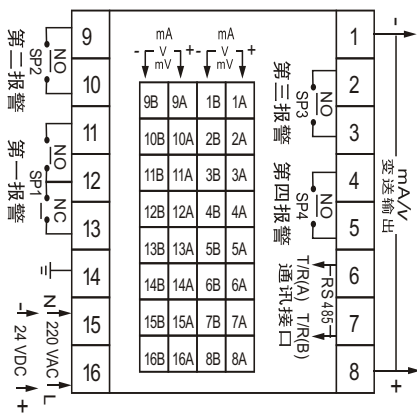 第二报警
SP2
NO
9
10
第一报警
SP1
NO
NC
11
12
13
14
N
220 VAC
L
15
16
- 24 VDC +
mA mA
- V +- V +
mV mV
9B 9A 1B 1A
10B 10A 2B 2A
11B 11A 3B 3A
12B 12A 4B 4A
13B 13A 5B 5A
14B 14A 6B 6A
15B 15A 7B 7A
16B 16A 8B 8A
第三报警
SP3
NO
第四报警
SP4
NO
通讯接口
T/R(A) T/R(B)
RS485
1
2
3
4
5
6
7
8
-
mA/v
变送输出
+